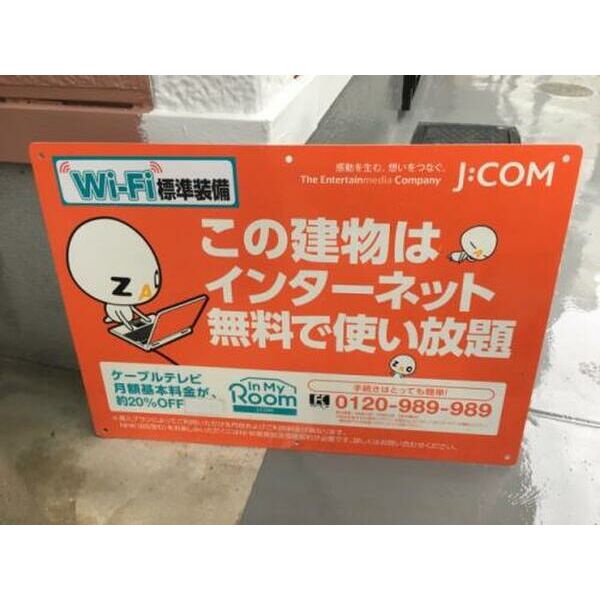 Wi-Fi 標準装備
感動を生む。想いをつなぐ。
The Entertainmedia Company
J:COM
この建物は
インターネット
無料で使い放題
ZAQ
ケーブルテレビ
月額基本料金が、
約20%OFF
In My
Room
J:COM
手続きはとっても簡単!
0120-989-989